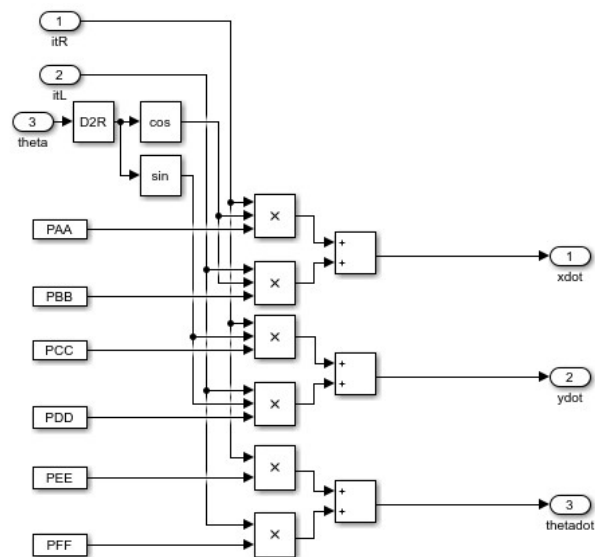 1
itR
2
itL
3
theta
D2R
cos
sin
PAA
×
+
+
1
xdot
PBB
×
PCC
×
+
+
2
ydot
PDD
×
PEE
×
+
+
3
thetadot
PFF
×